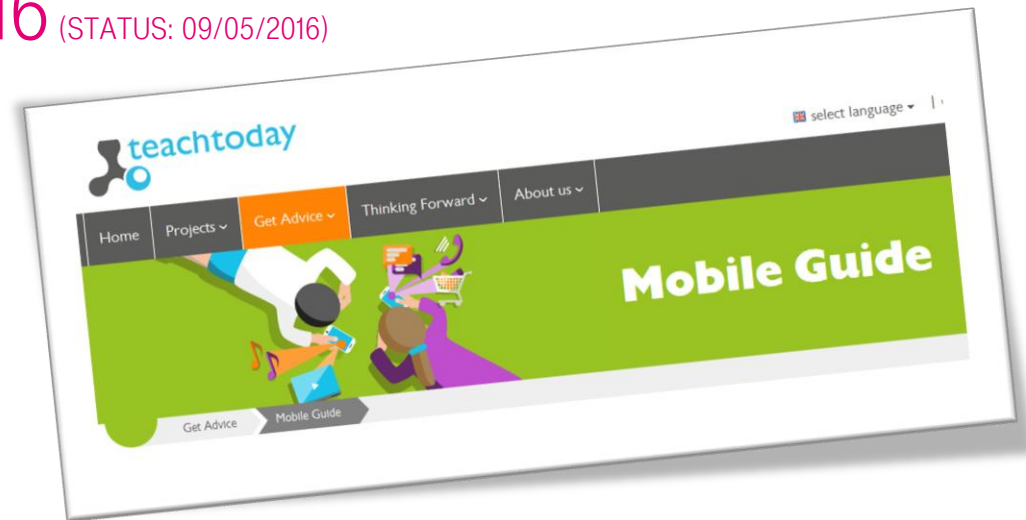 16 (STATUS: 09/05/2016)
teachtoday
select language
Home Projects Get Advice Thinking Forward About us
Mobile Guide
Get Advice Mobile Guide